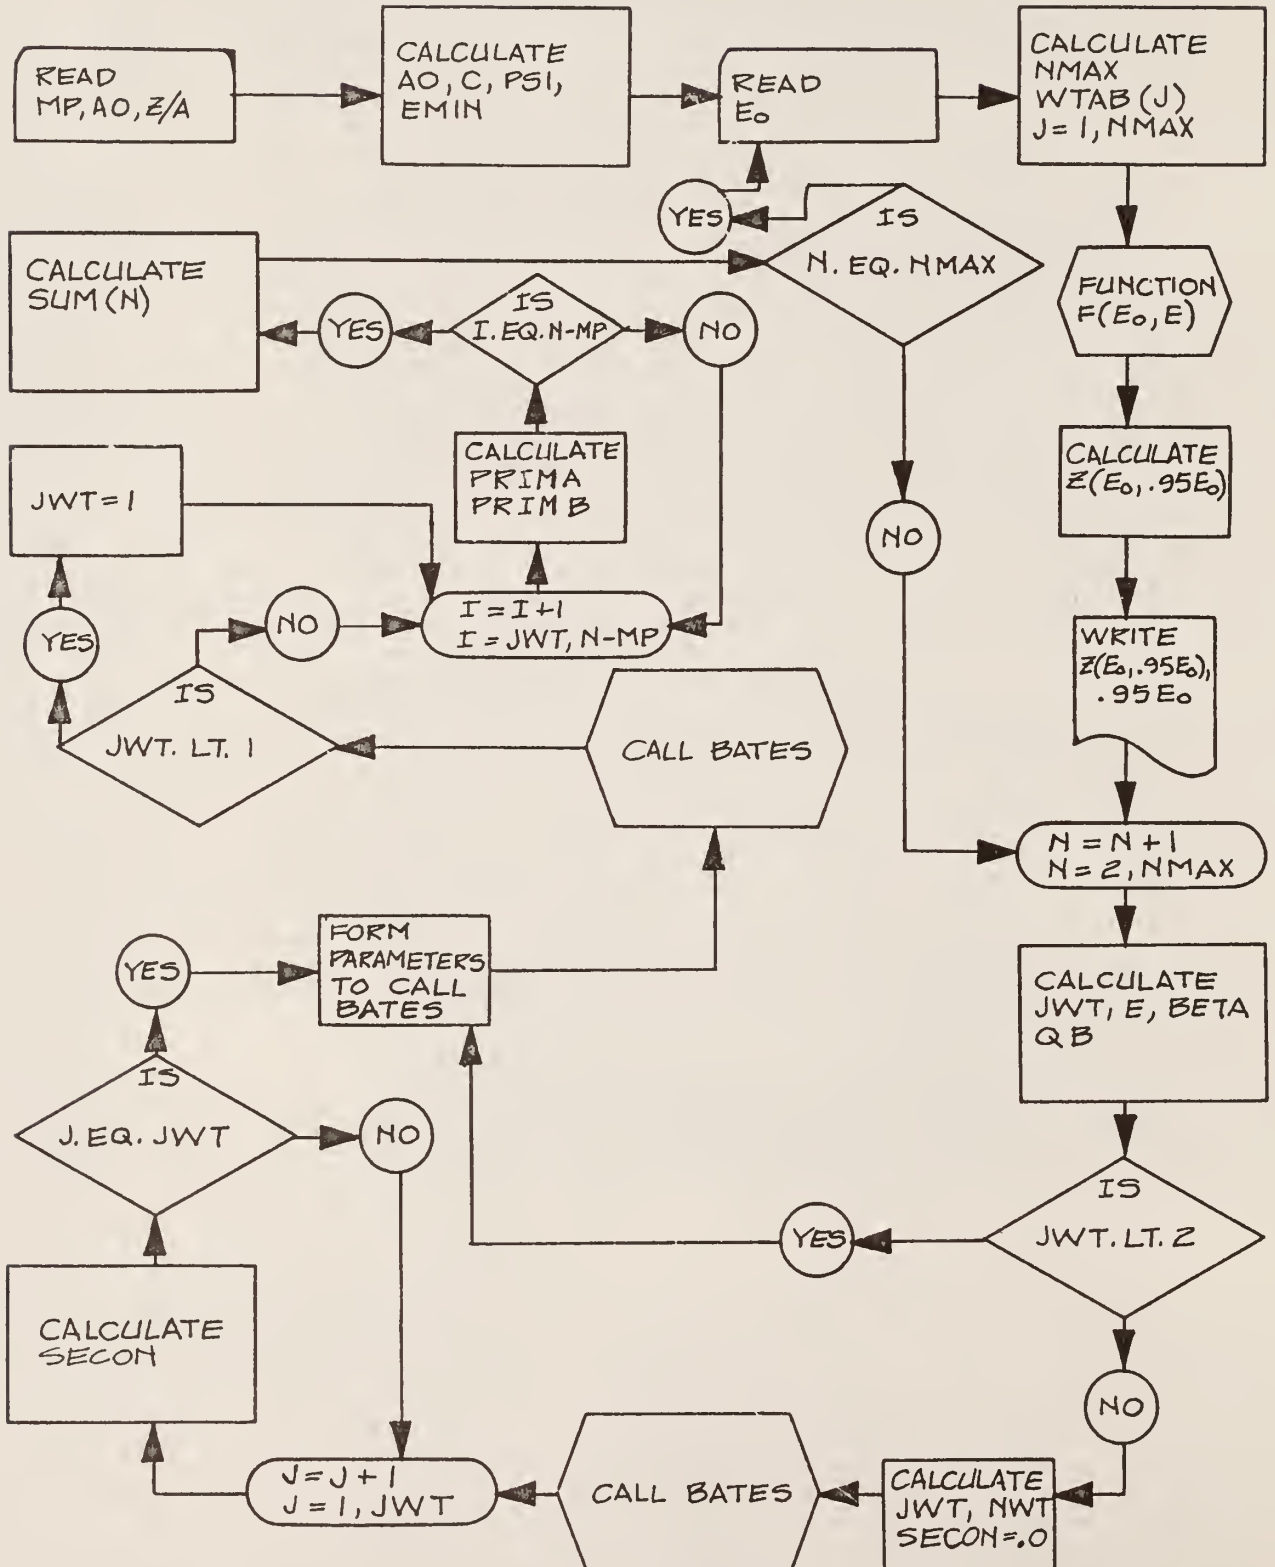 READ
MP, AO, Z/A
CALCULATE
AO, C, PSI,
EMIN
READ
E₀
CALCULATE
NMAX
WTAB (J)
J = 1, NMAX
YES
IS
N. EQ. NMAX
FUNCTION
F(E₀, E)
CALCULATE
SUM (N)
YES
IS
I. EQ. N-MP
NO
CALCULATE
Z(E₀, .95E₀)
JWT = 1
CALCULATE
PRIMA
PRIM B
NO
YES
NO
I = I + 1
I = JWT, N-MP
WRITE
Z(E₀, .95E₀),
.95 E₀
IS
JWT. LT. 1
CALL BATES
N = N + 1
N = 2, NMAX
YES
FORM
PARAMETERS
TO CALL
BATES
CALCULATE
JWT, E, BETA
QB
IS
J. EQ. JWT
NO
YES
IS
JWT. LT. 2
CALCULATE
SECON
NO
J = J + 1
J = 1, JWT
CALL BATES
CALCULATE
JWT, NWT
SECON = .0